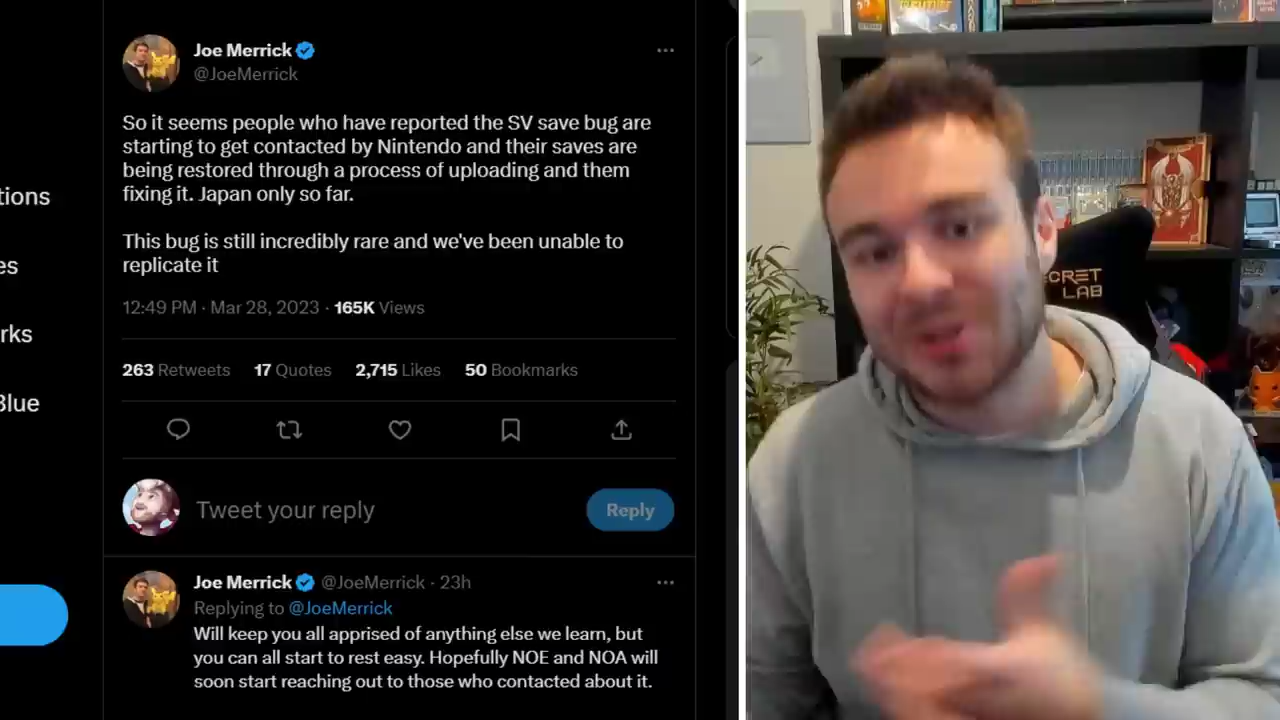 Joe Merrick
@JoeMerrick
So it seems people who have reported the SV save bug are
starting to get contacted by Nintendo and their saves are
being restored through a process of uploading and them
fixing it. Japan only so far.
This bug is still incredibly rare and we've been unable to
replicate it
12:49 PM · Mar 28, 2023 · 165K Views
263 Retweets 17 Quotes 2,715 Likes 50 Bookmarks
Tweet your reply
Reply
Joe Merrick @JoeMerrick · 23h
Replying to @JoeMerrick
Will keep you all apprised of anything else we learn, but
you can all start to rest easy. Hopefully NOE and NOA will
soon start reaching out to those who contacted about it.
tions
es
rks
Blue
CRET
LAB